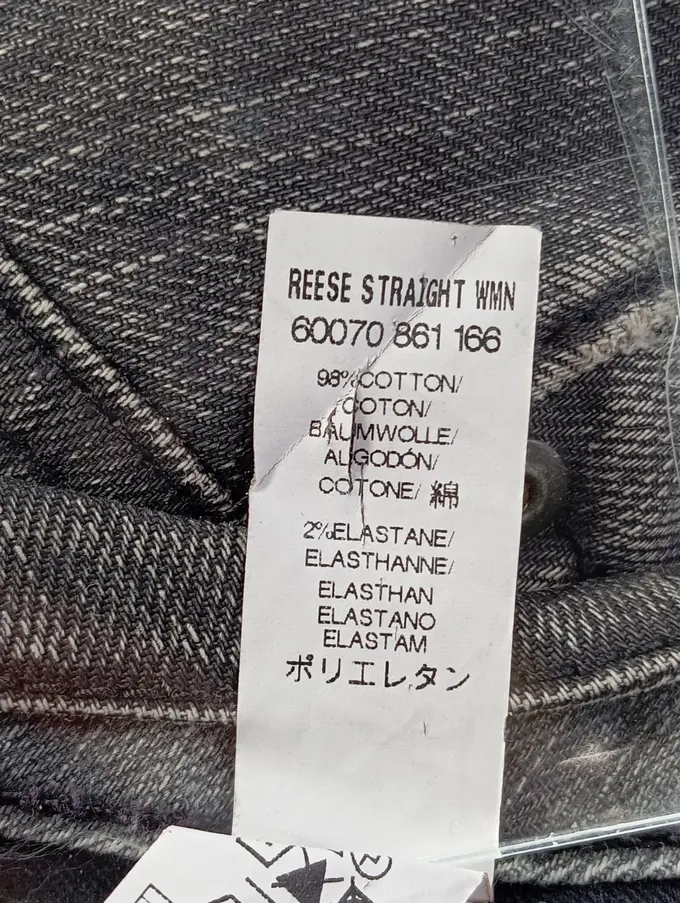 REESE STRAIGHT WMN
60070 861 166
98%COTTON/
COTON/
BAUMWOLLE/
ALGODÓN/
COTONE/ 綿
2%ELASTANE/
ELASTHANNE/
ELASTHAN
ELASTANO
ELASTAM
ポリエレタン